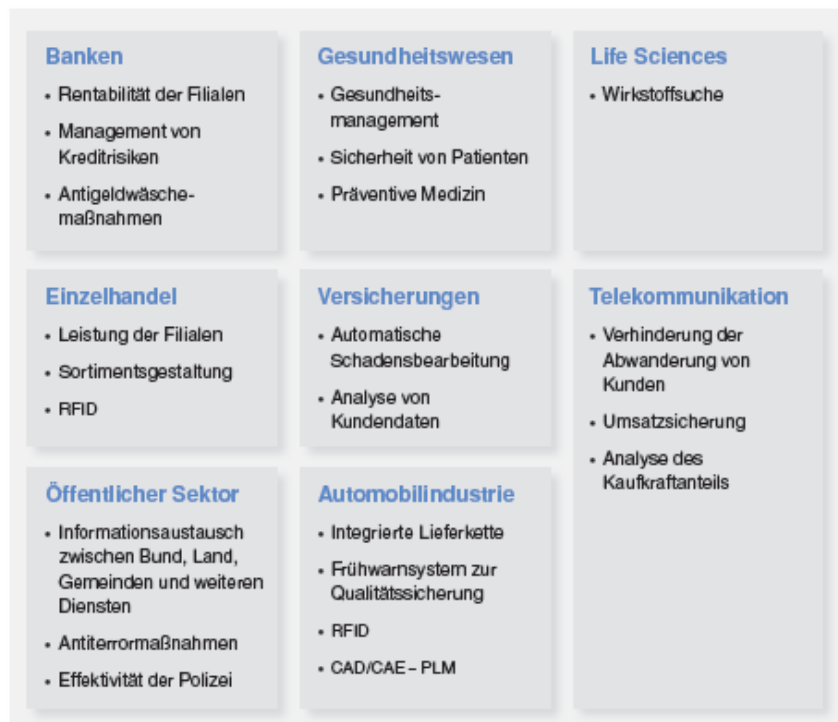 Banken
• Rentabilität der Filialen
• Management von
Kreditrisiken
• Antigeldwäsche-
maßnahmen
Gesundheitswesen
• Gesundheits-
management
• Sicherheit von Patienten
• Präventive Medizin
Life Sciences
• Wirkstoffsuche
Einzelhandel
• Leistung der Filialen
• Sortimentsgestaltung
• RFID
Versicherungen
• Automatische
Schadensbearbeitung
• Analyse von
Kundendaten
Telekommunikation
• Verhinderung der
Abwanderung von
Kunden
• Umsatzsicherung
• Analyse des
Kaufkraftanteils
Öffentlicher Sektor
• Informationsaustausch
zwischen Bund, Land,
Gemeinden und weiteren
Diensten
• Antiterrormaßnahmen
• Effektivität der Polizei
Automobilindustrie
• Integrierte Lieferkette
• Frühwarnsystem zur
Qualitätssicherung
• RFID
• CAD/CAE – PLM